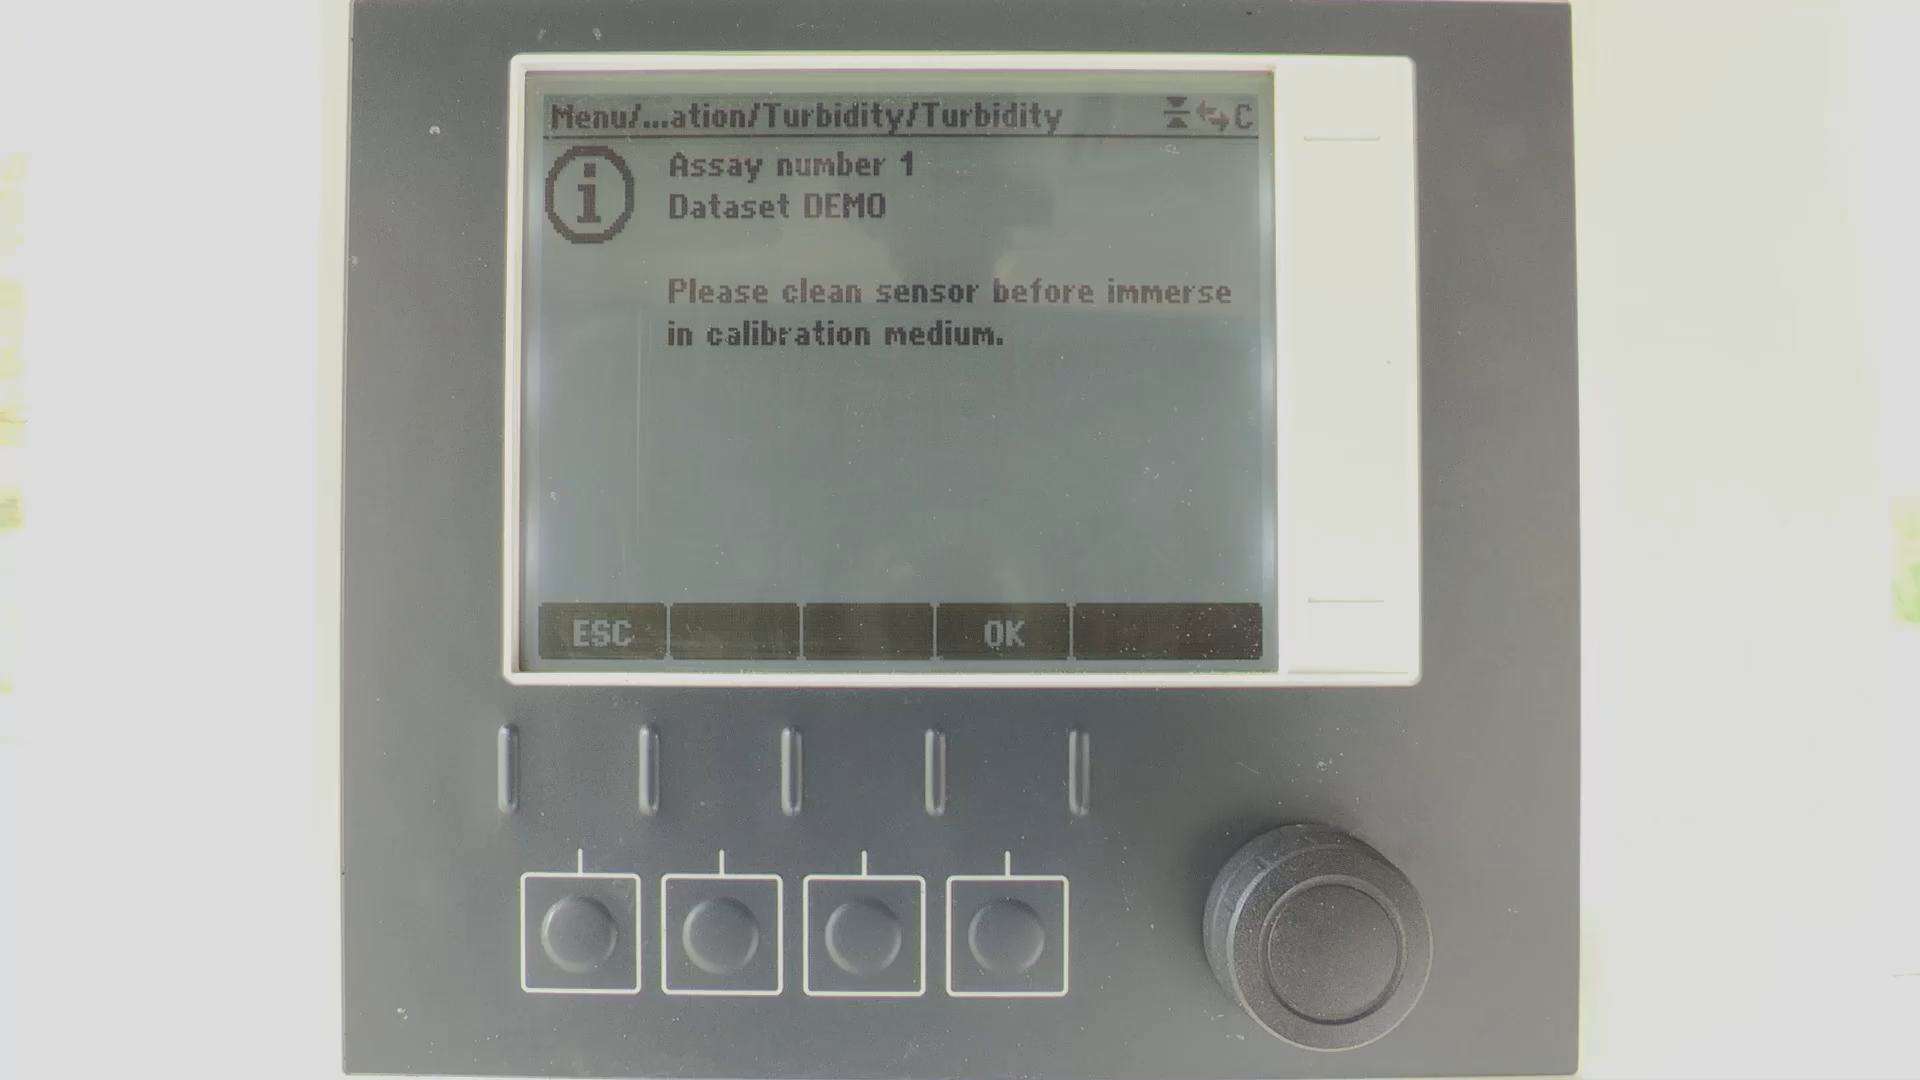 Menu/...ation/Turbidity/Turbidity C
Assay number 1
Dataset DEMO
Please clean sensor before immerse
in calibration medium.
ESC OK